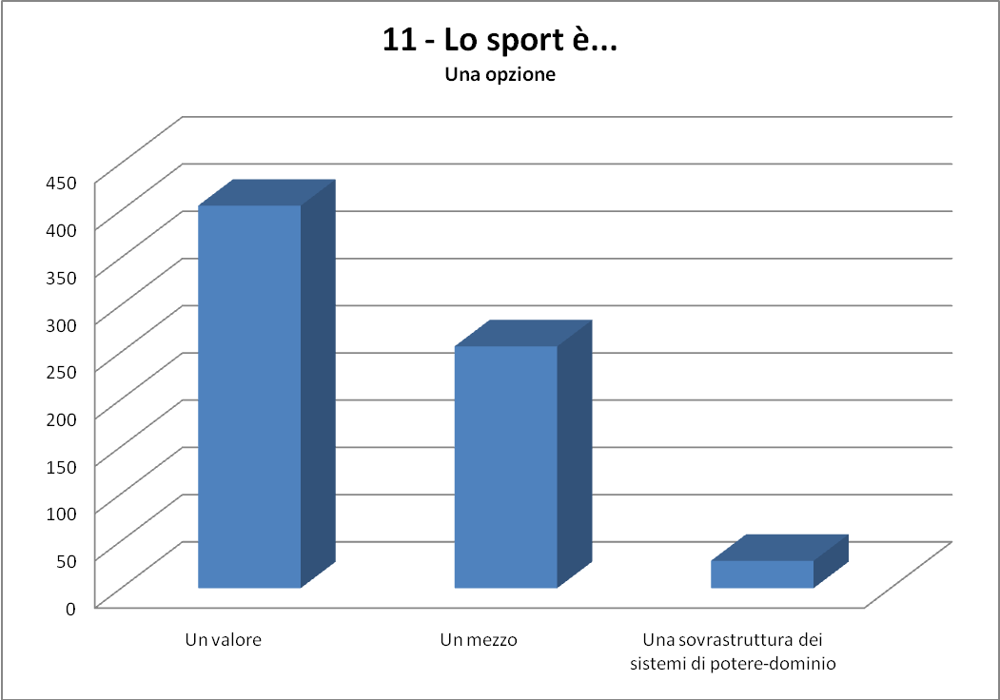 11 - Lo sport è...
Una opzione
450
400
350
300
250
200
150
100
50
0
Un valore
Un mezzo
Una sovrastruttura dei
sistemi di potere-dominio